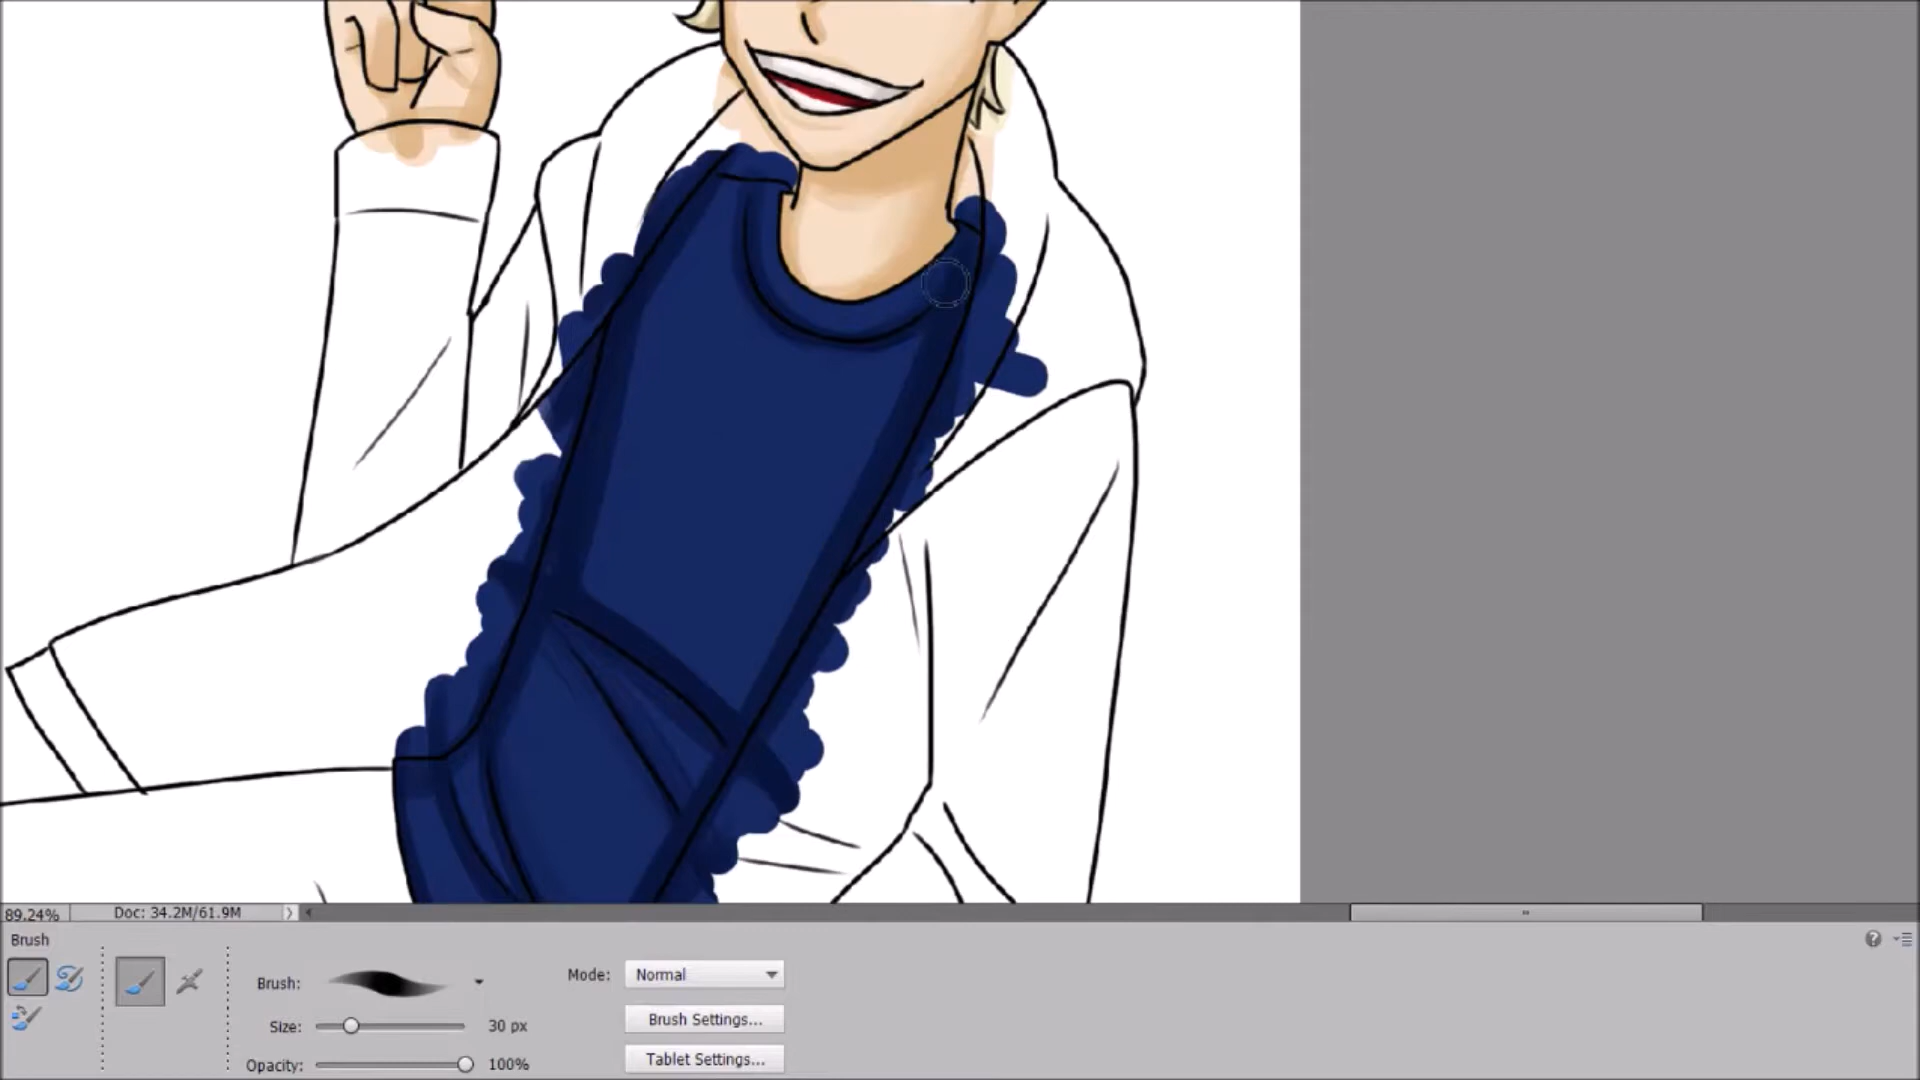 89.24%
Doc: 34.2M/61.9M
Brush
Brush:
Size:
30 px
Opacity:
100%
Mode:
Normal
Brush Settings...
Tablet Settings...